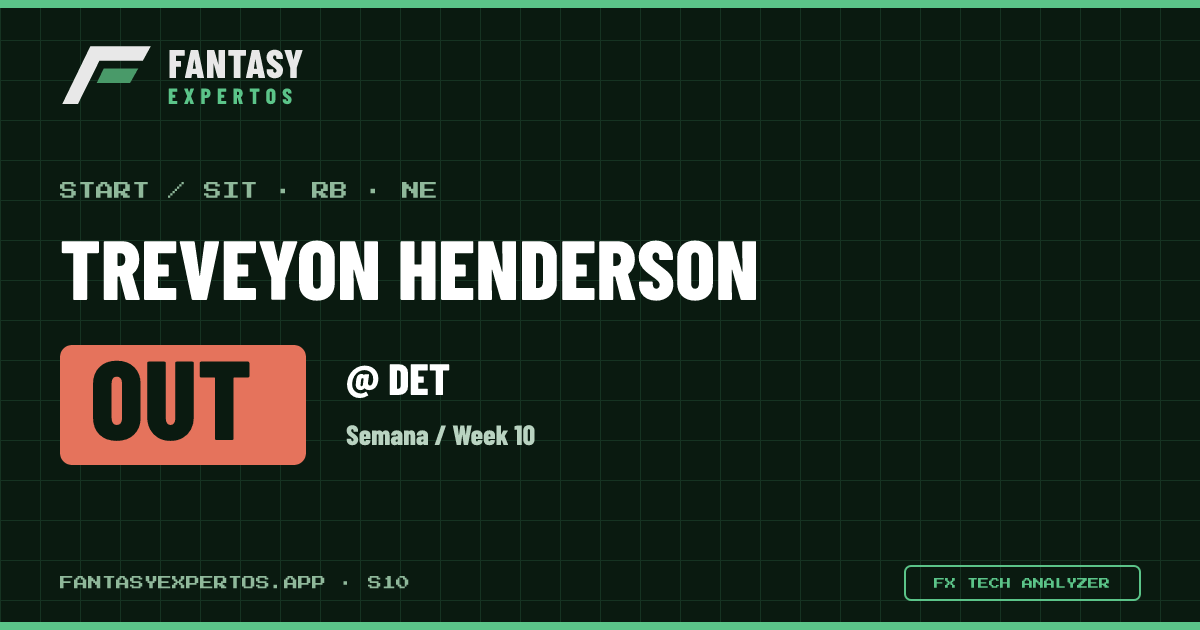 FANTASY
EXPERTOS
START / SIT · RB · NE
TREVEYON HENDERSON
OUT
@ DET
Semana / Week 10
FANTASYEXPERTOS.APP · S10
FX TECH ANALYZER